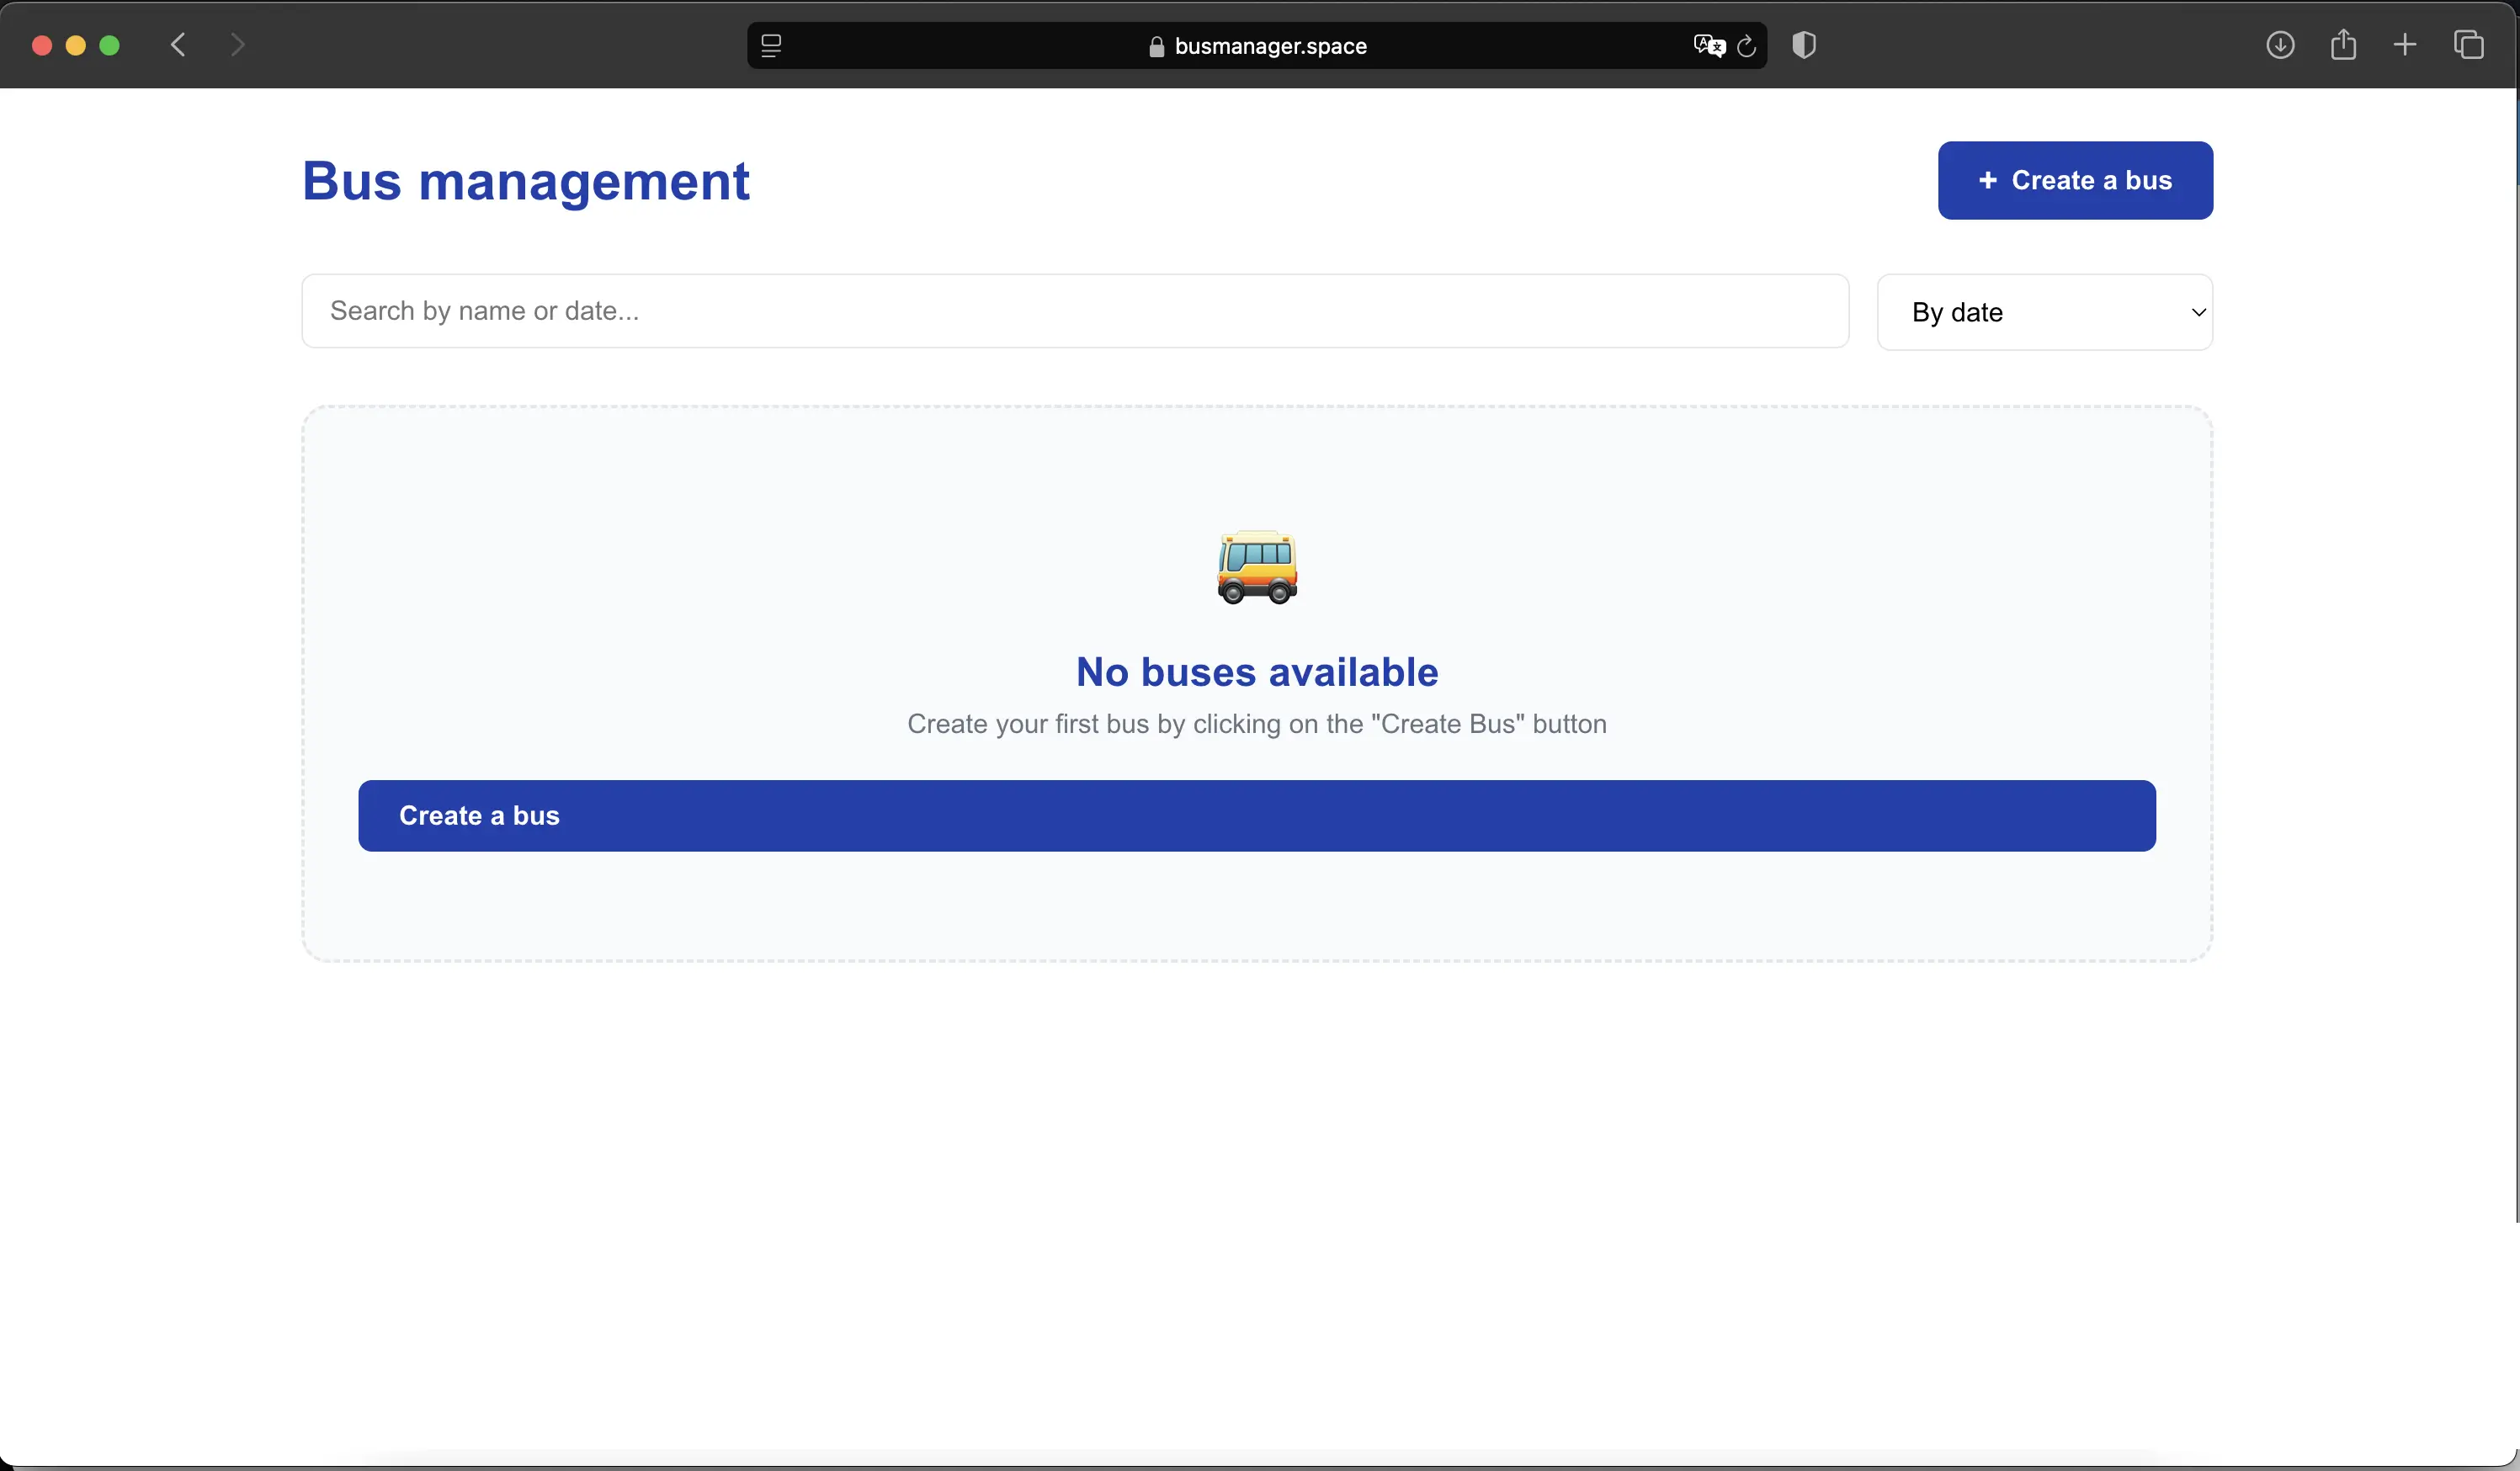 busmanager.space
Bus management
+ Create a bus
Search by name or date...
By date
No buses available
Create your first bus by clicking on the "Create Bus" button
Create a bus